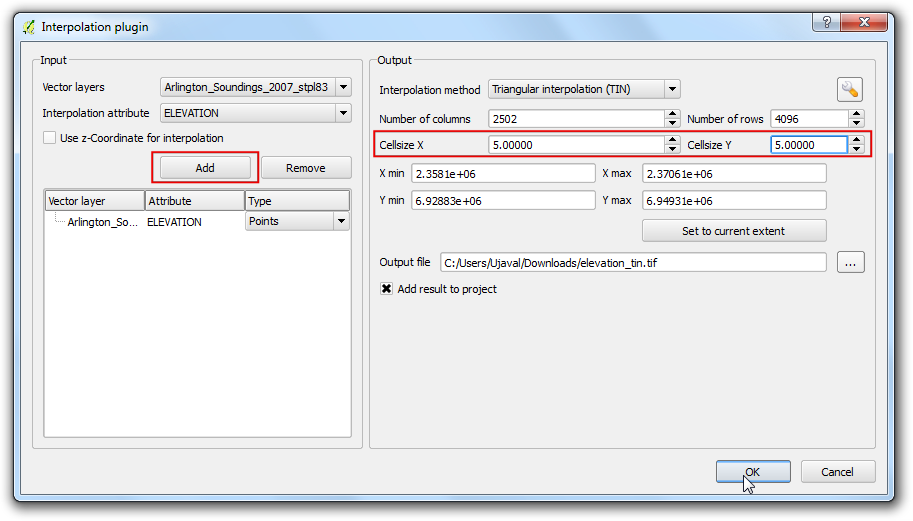 Interpolation plugin
?
Input
Vector layers Arlington_Soundings_2007_stpl83
Interpolation attribute ELEVATION
Use z-Coordinate for interpolation
Add Remove
Vector layer Attribute Type
Arlington_So... ELEVATION Points
Output
Interpolation method Triangular interpolation (TIN)
Number of columns 2502 Number of rows 4096
Cellsize X 5.00000 Cellsize Y 5.00000
X min 2.3581e+06 X max 2.37061e+06
Y min 6.92883e+06 Y max 6.94931e+06
Set to current extent
Output file C:/Users/Ujaval/Downloads/elevation_tin.tif ...
Add result to project
OK Cancel